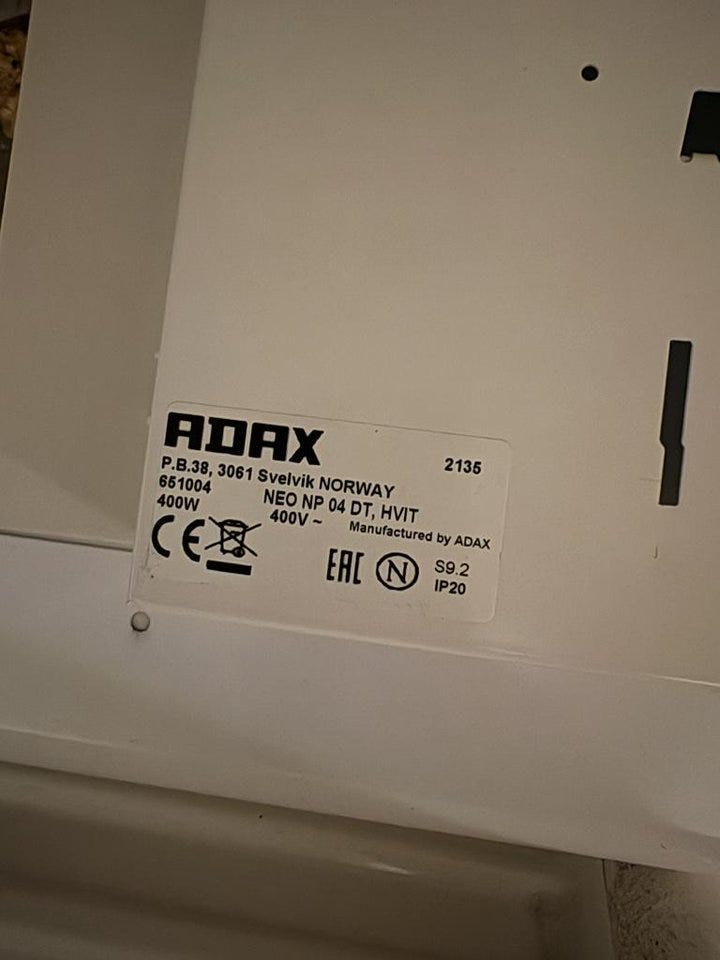 ADAX 2135
P.B.38, 3061 Svelvik NORWAY
651004 NEO NP 04 DT, HVIT
400W 400V ~ Manufactured by ADAX
CE EAC N S9.2
IP20